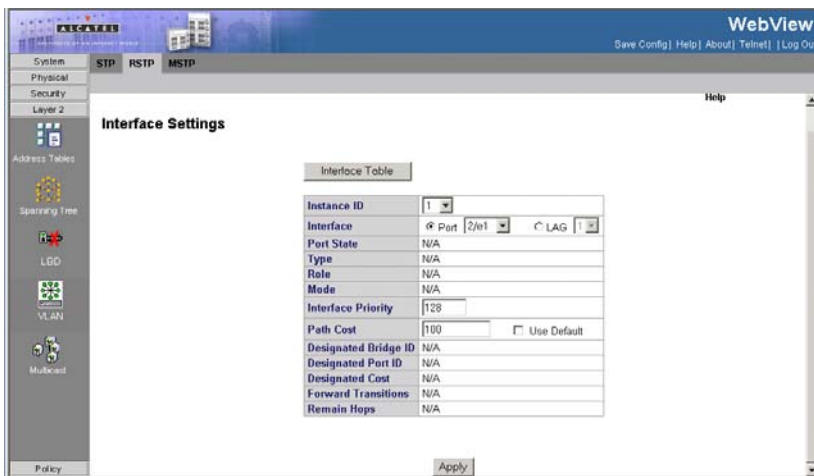 ALCATEL
WebView
Save Config| Help| About| Telnet| |Log Ou
System
Physical
Security
Layer 2
Address Tables
Spanning Tree
LBD
VLAN
Multicast
Policy
STP RSTP MSTP
Help
Interface Settings
Interface Table
Instance ID 1
Interface Port 2/e1 LAG 1
Port State N/A
Type N/A
Role N/A
Mode N/A
Interface Priority 128
Path Cost 100 Use Default
Designated Bridge ID N/A
Designated Port ID N/A
Designated Cost N/A
Forward Transitions N/A
Remain Hops N/A
Apply